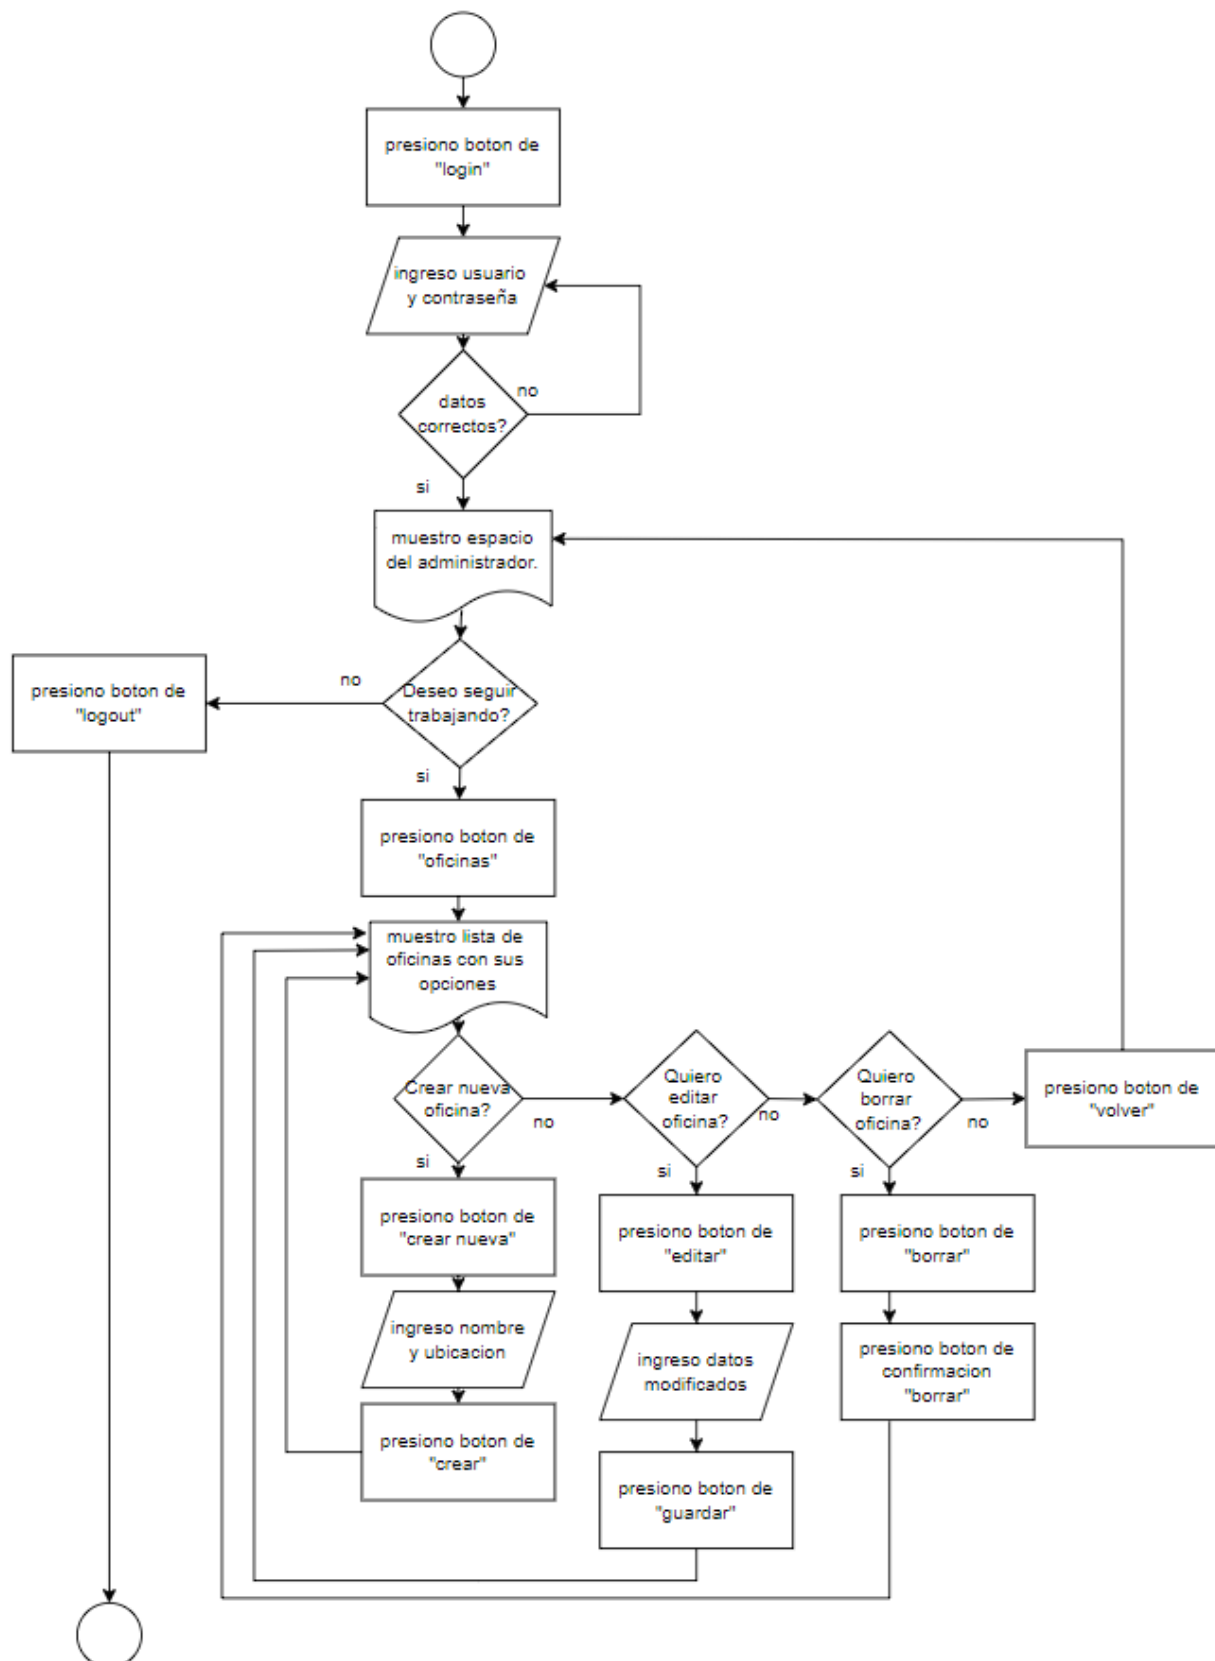 presiono boton de
"login"
ingreso usuario
y contraseña
datos
correctos?
no
si
muestro espacio
del administrador.
Deseo seguir
trabajando?
no
presiono boton de
"logout"
si
presiono boton de
"oficinas"
muestro lista de
oficinas con sus
opciones
Crear nueva
oficina?
no
Quiero
editar
oficina?
no
Quiero
borrar
oficina?
no
presiono boton de
"volver"
si
presiono boton de
"crear nueva"
ingreso nombre
y ubicacion
presiono boton de
"crear"
si
presiono boton de
"editar"
ingreso datos
modificados
presiono boton de
"guardar"
si
presiono boton de
"borrar"
presiono boton de
confirmacion
"borrar"